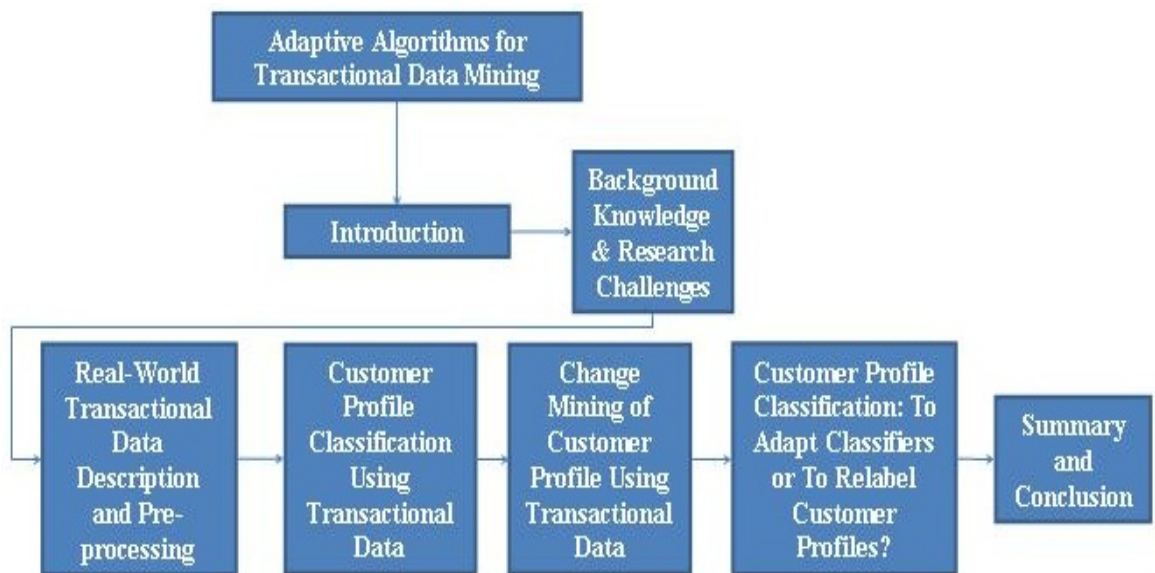 Adaptive Algorithms for
Transactional Data Mining
Introduction
Background
Knowledge
& Research
Challenges
Real-World
Transactional
Data
Description
and Pre-
processing
Customer
Profile
Classification
Using
Transactional
Data
Change
Mining of
Customer
Profile Using
Transactional
Data
Customer Profile
Classification: To
Adapt Classifiers
or To Relabel
Customer
Profiles?
Summary
and
Conclusion